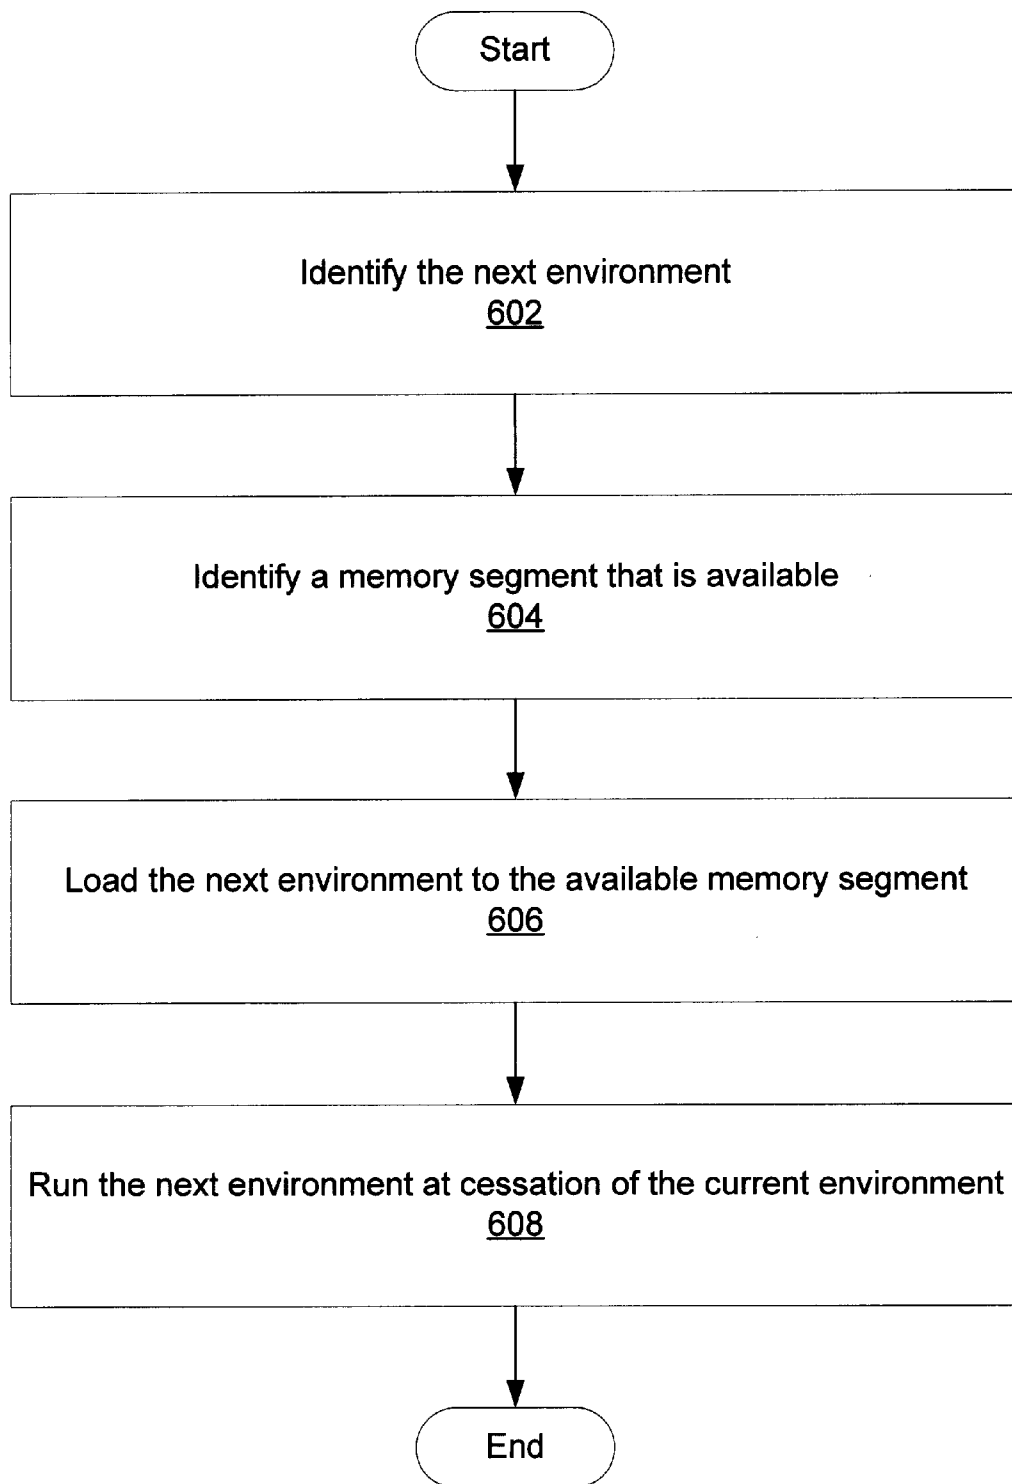 Start
Identify the next environment
602
Identify a memory segment that is available
604
Load the next environment to the available memory segment
606
Run the next environment at cessation of the current environment
608
End